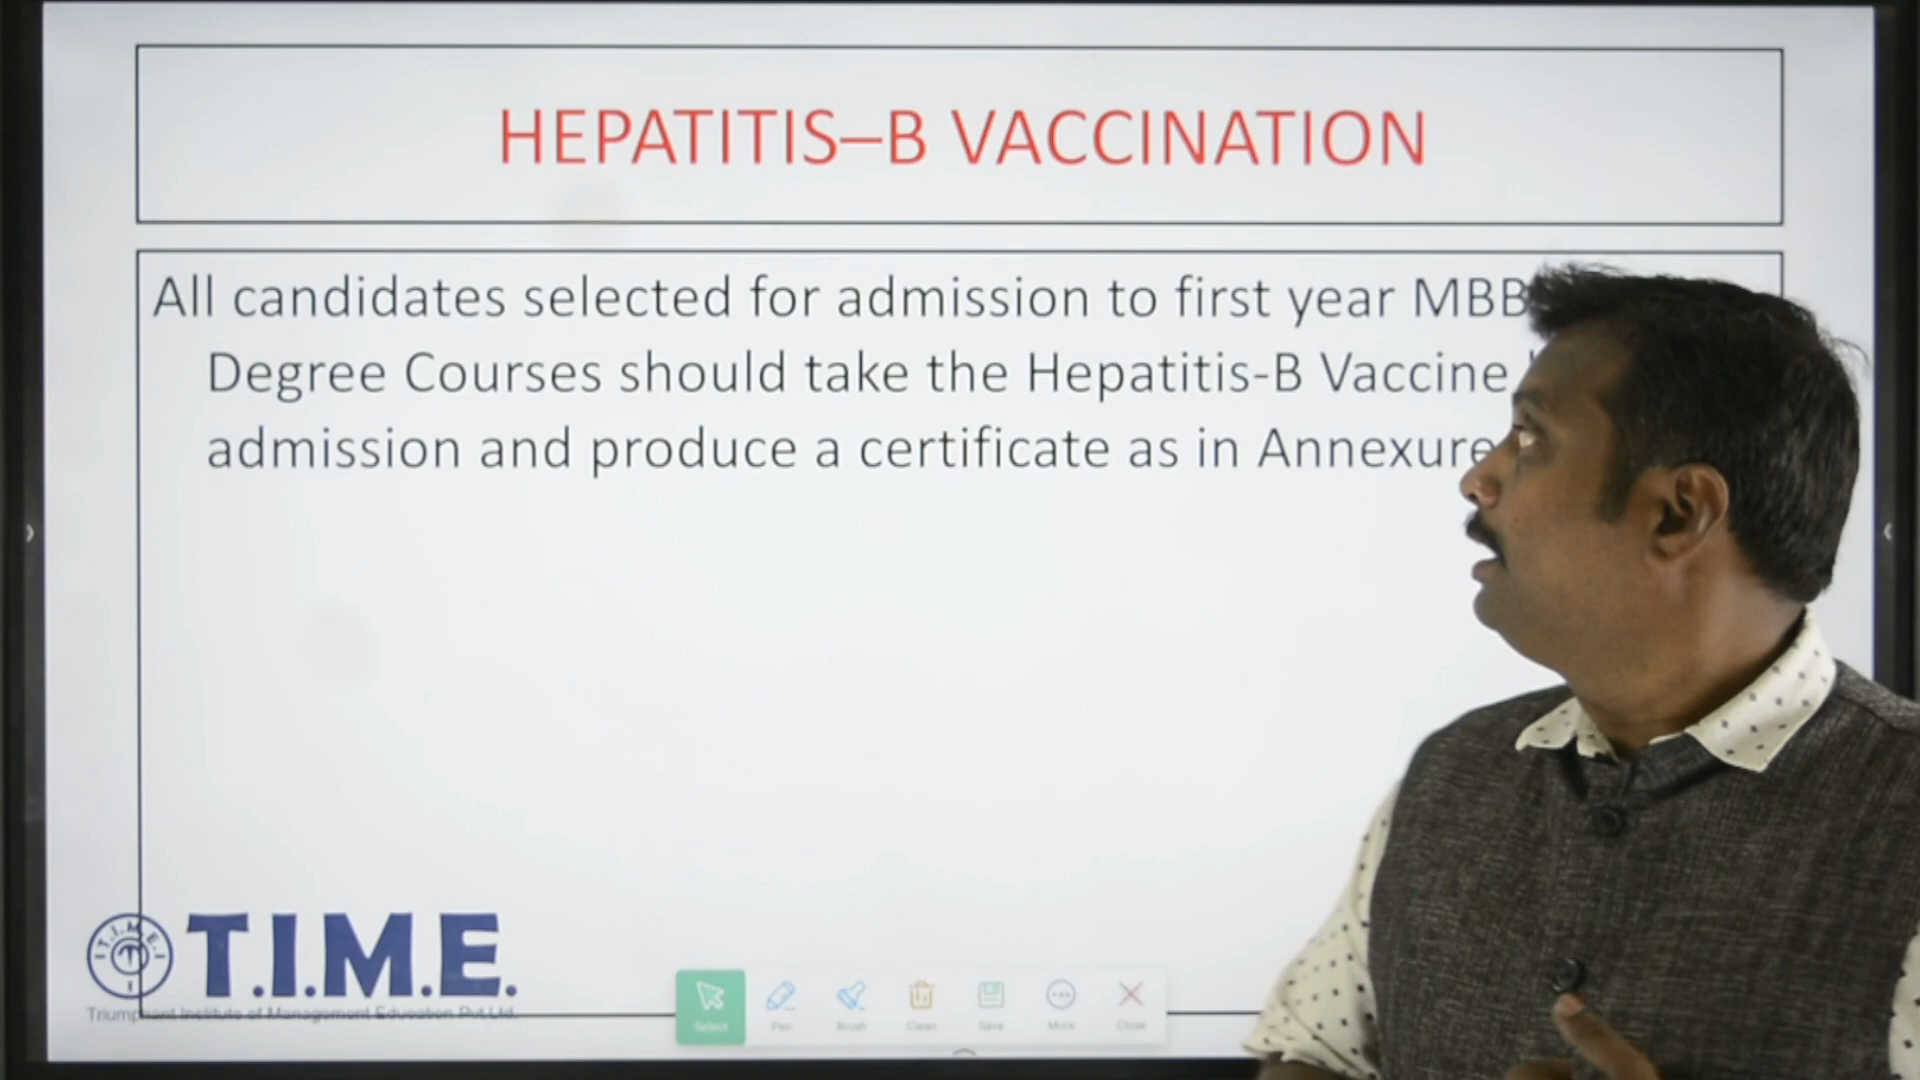 HEPATITIS–B VACCINATION
All candidates selected for admission to first year MBB
Degree Courses should take the Hepatitis-B Vaccine
admission and produce a certificate as in Annexure
T.I.M.E.
T.I.M.E.
Triumphant Institute of Management Education Pvt.Ltd.
Select Pen Brush Clean Save More Close